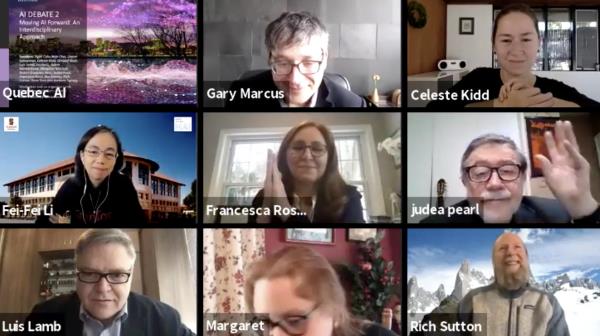 AI DEBATE 2
Moving AI Forward: An
Interdisciplinary
Approach
Quebec AI
Gary Marcus
Celeste Kidd
Fei-Fei Li
Francesca Ros...
judea pearl
Luis Lamb
Margaret
Rich Sutton